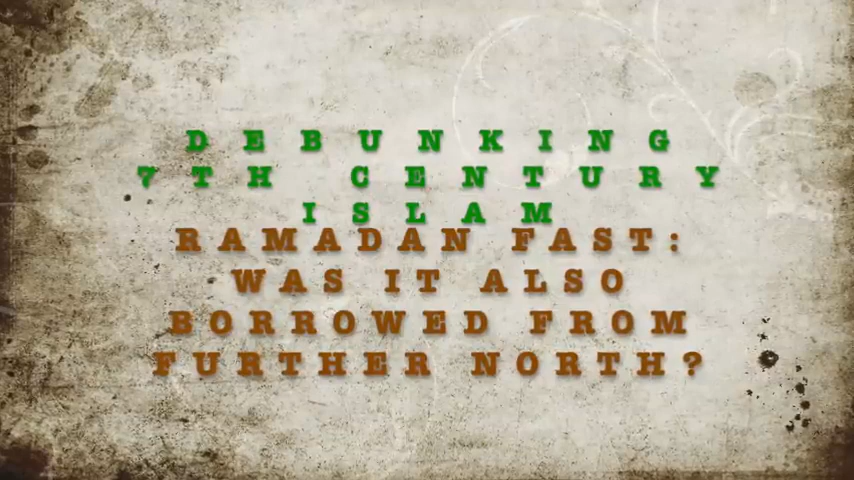 DEBUNKING
7TH CENTURY
ISLAM
RAMADAN FAST:
WAS IT ALSO
BORROWED FROM
FURTHER NORTH?